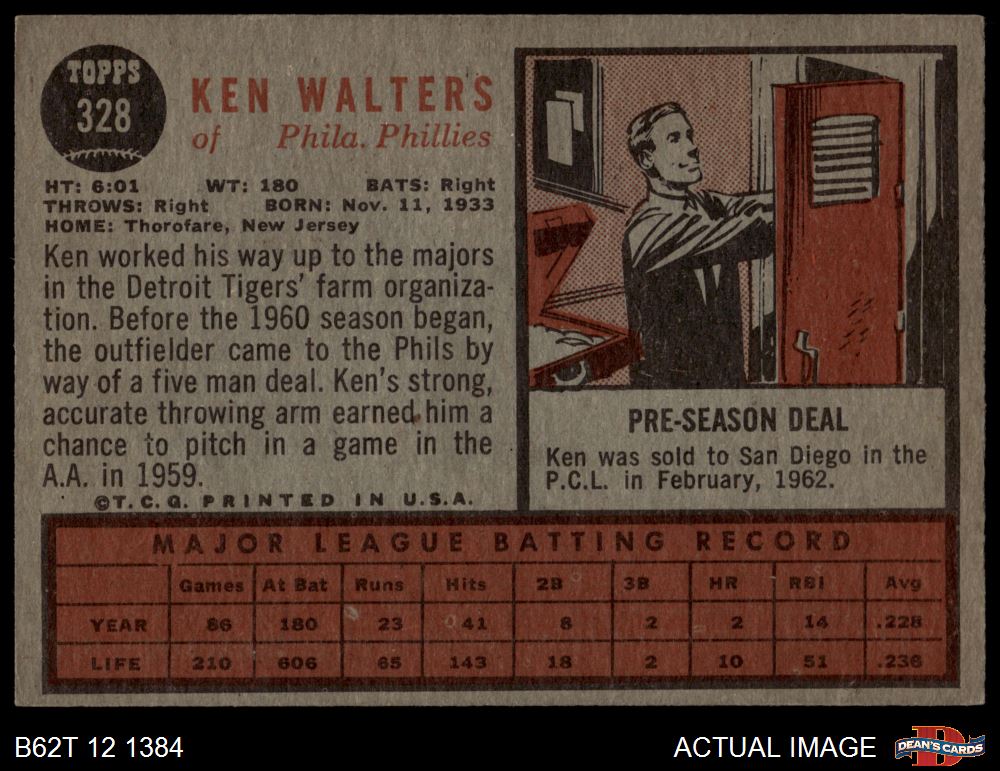 TOPPS
328
KEN WALTERS
of Phila. Phillies
HT: 6:01 WT: 180 BATS: Right
THROWS: Right BORN: Nov. 11, 1933
HOME: Thorofare, New Jersey
Ken worked his way up to the majors
in the Detroit Tigers' farm organiza-
tion. Before the 1960 season began,
the outfielder came to the Phils by
way of a five man deal. Ken's strong,
accurate throwing arm earned him a
chance to pitch in a game in the
A.A. in 1959.
©T.C.G. PRINTED IN U.S.A.
PRE-SEASON DEAL
Ken was sold to San Diego in the
P.C.L. in February, 1962.
MAJOR LEAGUE BATTING RECORD
Games At Bat Runs Hits 2B 3B HR RBI Avg
YEAR 86 180 23 41 8 2 2 14 .228
LIFE 210 606 65 143 18 2 10 51 .236
B62T 12 1384
ACTUAL IMAGE
DEAN'S CARDS